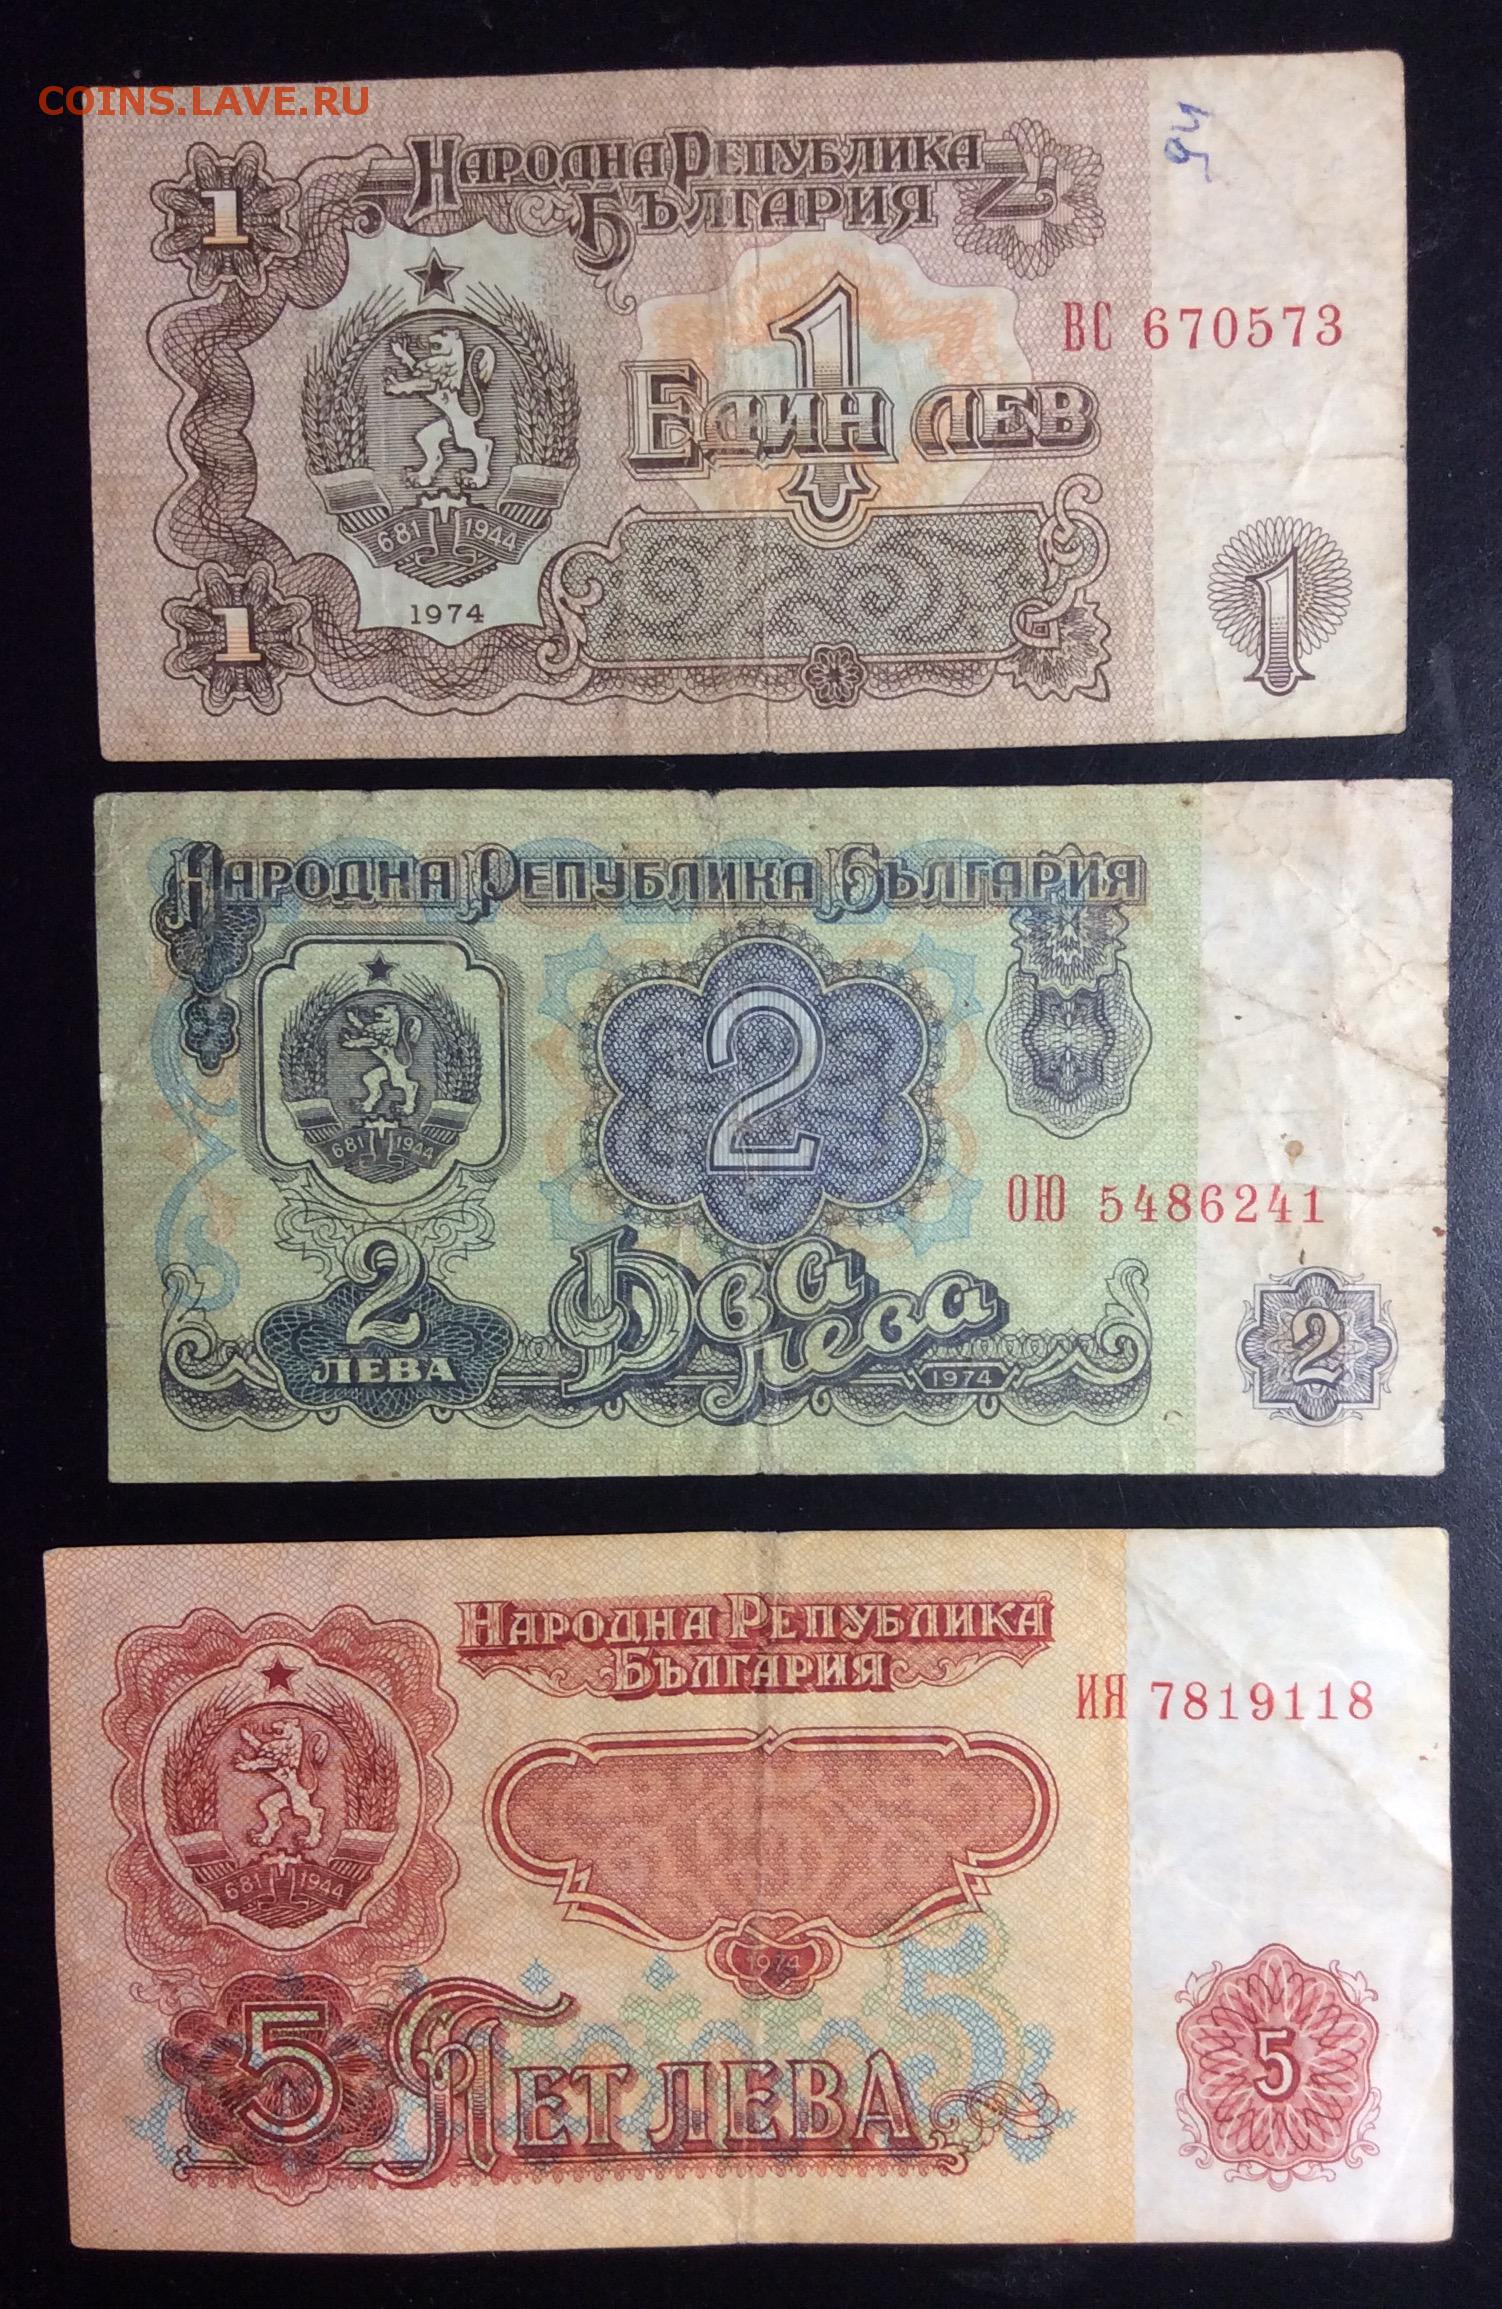 COINS.LAVE.RU
1
НАРОДНА РЕПУБЛИКА
БЪЛГАРИЯ
1
ВС 670573
ЕДИН ЛЕВ
681 1944
1974
1
1
НАРОДНА РЕПУБЛИКА БЪЛГАРИЯ
2
681 1944
ОЮ 5486241
2
ЛЕВА
Два
лева
1974
2
НАРОДНА РЕПУБЛИКА
БЪЛГАРИЯ
ИЯ 7819118
681 1944
1974
5
5
ПЕТ ЛЕВА
5